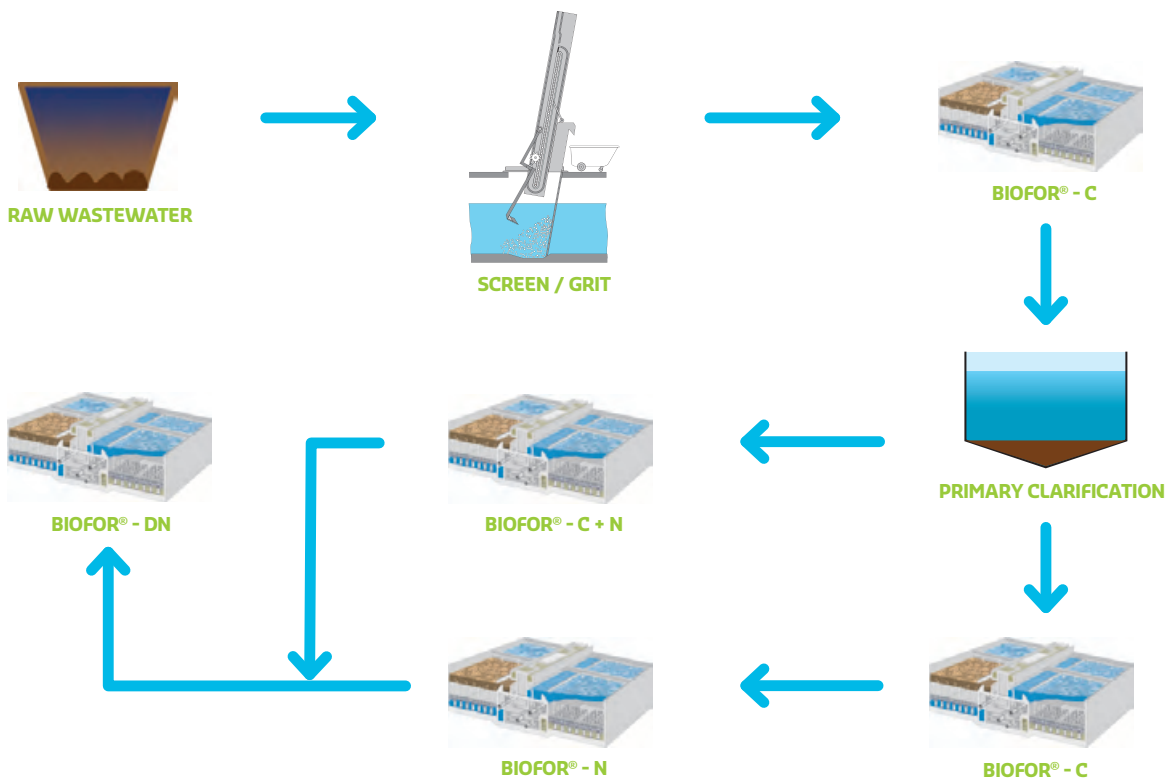 BIOFOR® - C
RAW WASTEWATER
SCREEN / GRIT
PRIMARY CLARIFICATION
BIOFOR® - DN
BIOFOR® - C + N
BIOFOR® - N
BIOFOR® - C